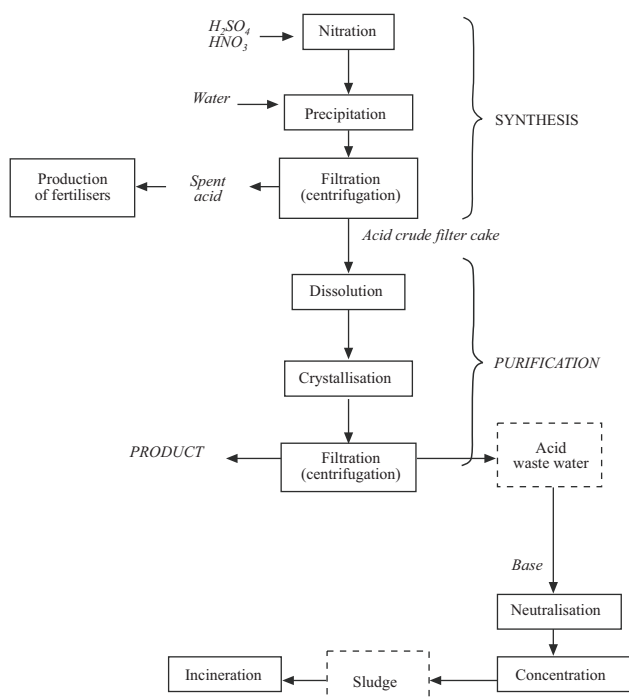 H₂SO₄
HNO₃
Nitration
Water
Precipitation
SYNTHESIS
Production
of fertilisers
Spent
acid
Filtration
(centrifugation)
Acid crude filter cake
Dissolution
Crystallisation
PURIFICATION
PRODUCT
Filtration
(centrifugation)
Acid
waste water
Base
Neutralisation
Incineration
Sludge
Concentration